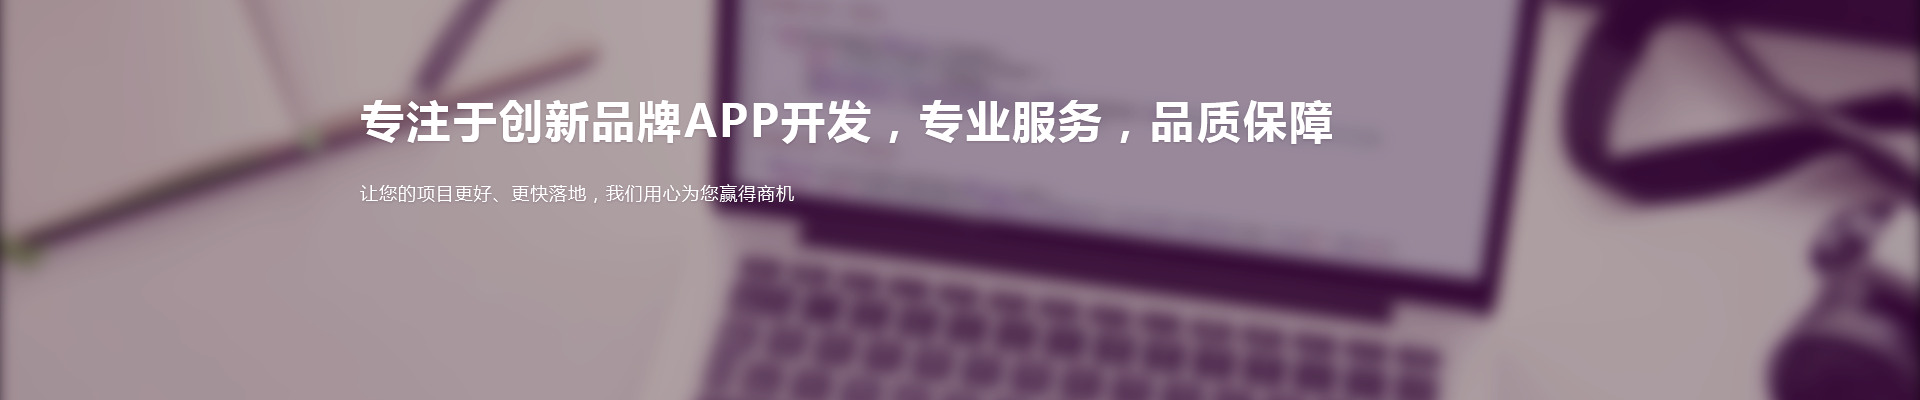 专注于创新品牌APP开发，专业服务，品质保障
让您的项目更好、更快落地，我们用心为您赢得商机